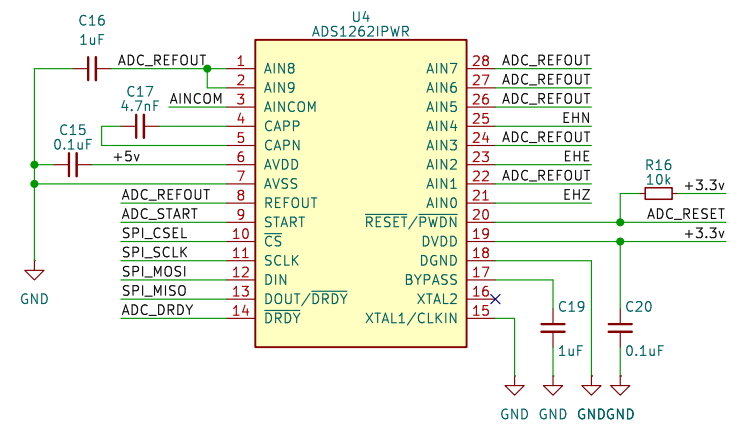 U4
ADS1262IPWR
C16
1uF
ADC_REFOUT
C17
4.7nF
AINCOM
C15
0.1uF
+5v
ADC_REFOUT
ADC_START
SPI_CSEL
SPI_SCLK
SPI_MOSI
SPI_MISO
ADC_DRDY
GND
1 AIN8
2 AIN9
3 AINCOM
4 CAPP
5 CAPN
6 AVDD
7 AVSS
8 REFOUT
9 START
10 CS
11 SCLK
12 DIN
13 DOUT/DRDY
14 DRDY
AIN7 28 ADC_REFOUT
AIN6 27 ADC_REFOUT
AIN5 26 ADC_REFOUT
AIN4 25 EHN
AIN3 24 ADC_REFOUT
AIN2 23 EHE
AIN1 22 ADC_REFOUT
AIN0 21 EHZ
RESET/PWDN 20
DVDD 19
DGND 18
BYPASS 17
XTAL2 16
XTAL1/CLKIN 15
R16
10k
+3.3v
ADC_RESET
+3.3v
C19
1uF
C20
0.1uF
GND
GND
GND
GND